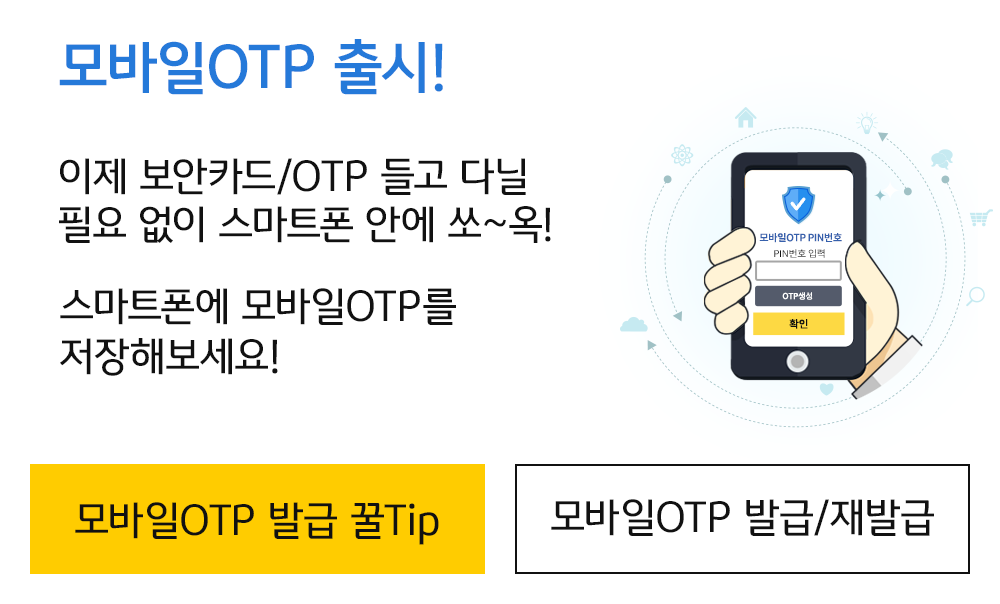 모바일OTP 출시!
이제 보안카드/OTP 들고 다닐
필요 없이 스마트폰 안에 쏘~옥!
스마트폰에 모바일OTP를
저장해보세요!
모바일OTP PIN번호
PIN번호 입력
OTP생성
확인
모바일OTP 발급 꿀Tip
모바일OTP 발급/재발급